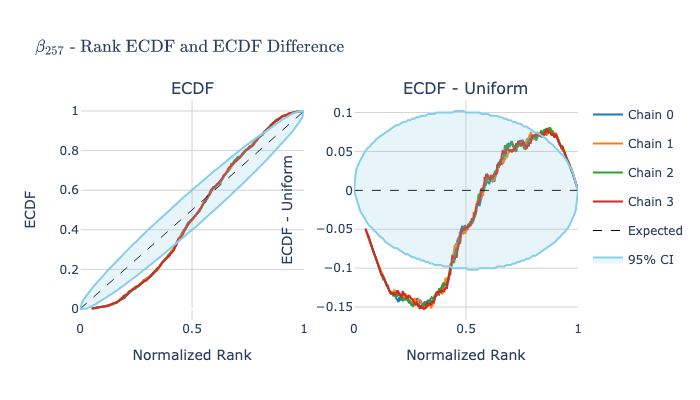 β257 - Rank ECDF and ECDF Difference
ECDF
ECDF - Uniform
1
0.8
0.6
0.4
0.2
0
ECDF
0
0.5
1
Normalized Rank
0.1
0.05
0
−0.05
−0.1
−0.15
ECDF - Uniform
0
0.5
1
Normalized Rank
Chain 0
Chain 1
Chain 2
Chain 3
Expected
95% CI